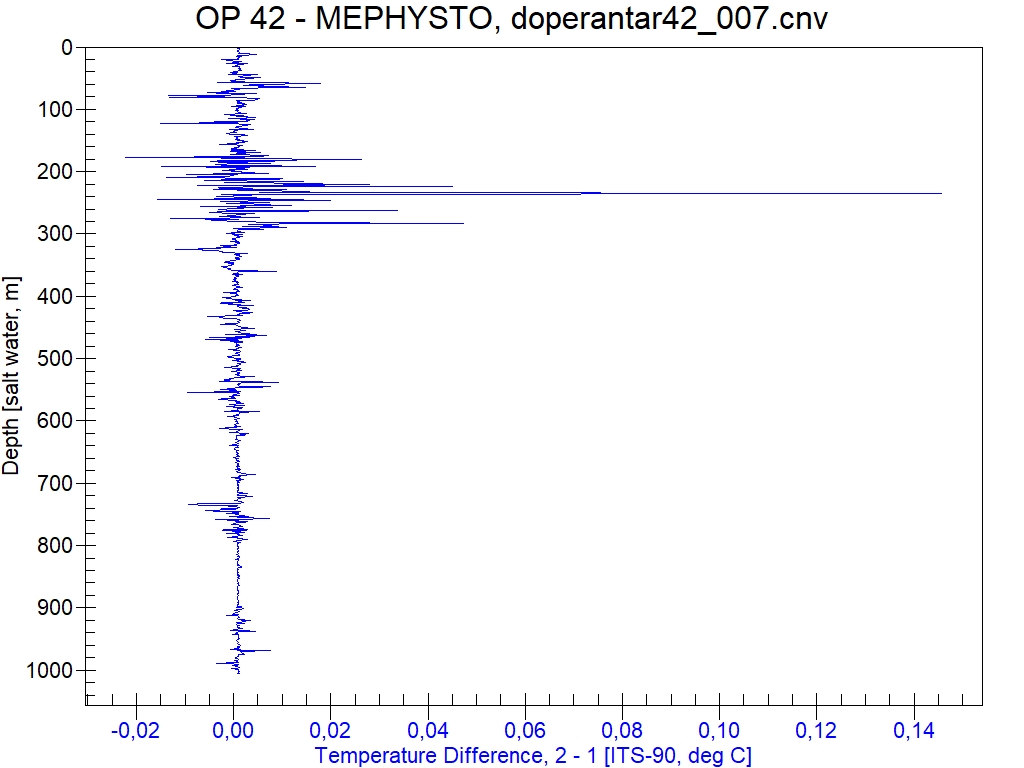 OP 42 - MEPHYSTO, doperantar42_007.cnv
0
100
200
300
400
500
600
700
800
900
1000
Depth [salt water, m]
-0,02 0,00 0,02 0,04 0,06 0,08 0,10 0,12 0,14
Temperature Difference, 2 - 1 [ITS-90, deg C]